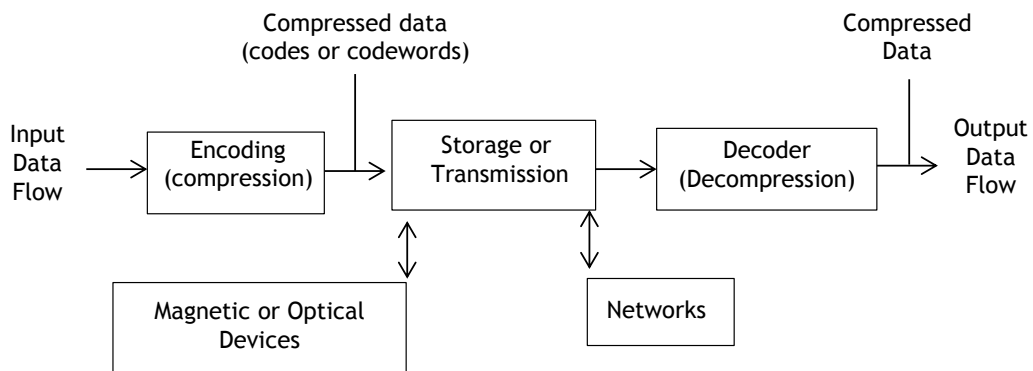 Compressed data
(codes or codewords)
Compressed
Data
Input
Data
Flow
Encoding
(compression)
Storage or
Transmission
Decoder
(Decompression)
Output
Data
Flow
Magnetic or Optical
Devices
Networks